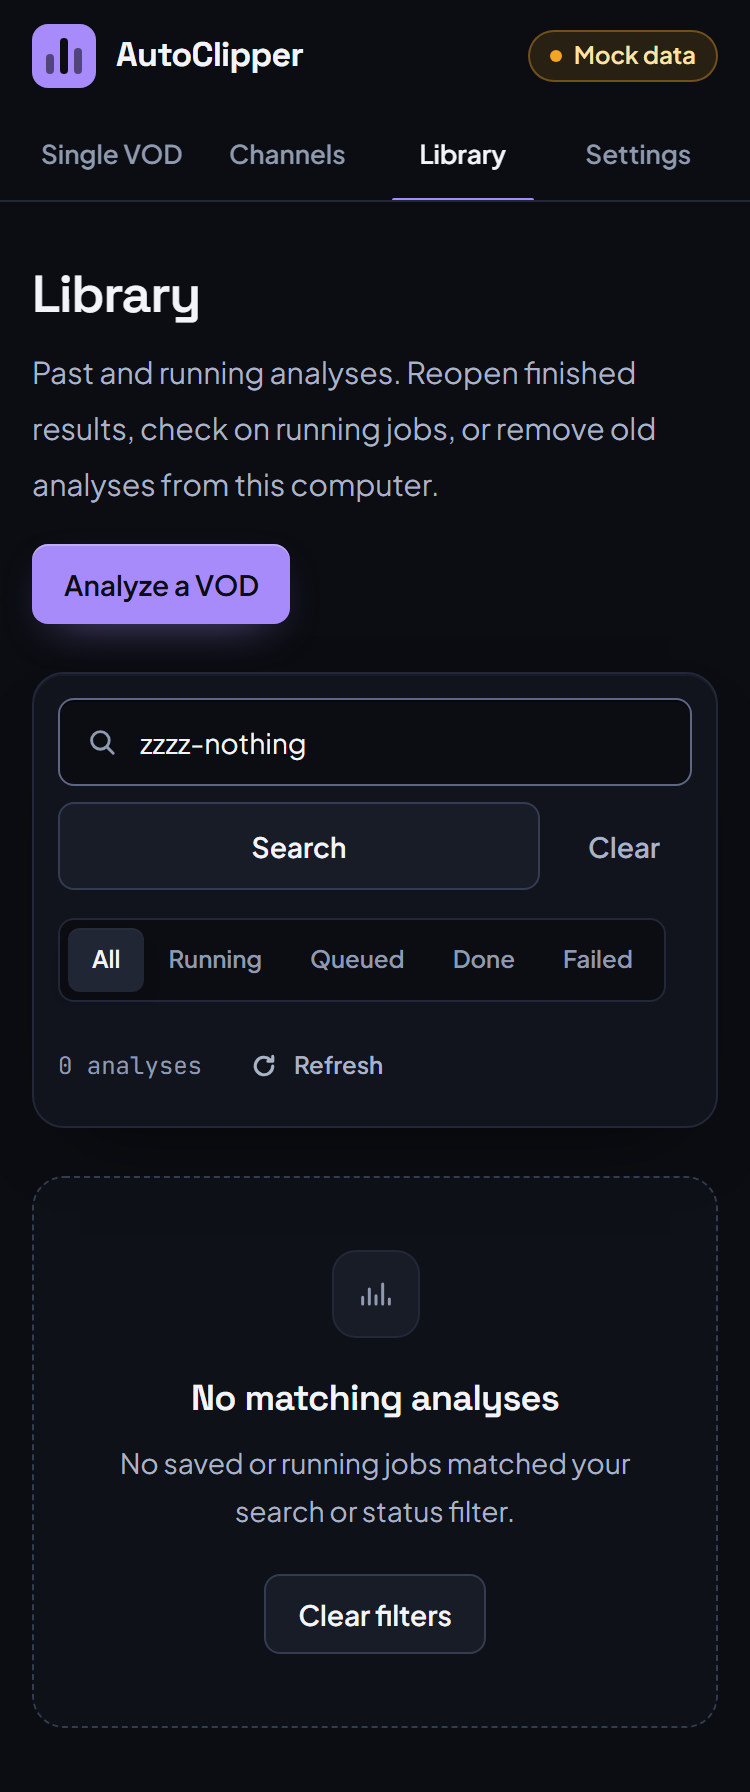 AutoClipper
Mock data
Single VOD
Channels
Library
Settings
Library
Past and running analyses. Reopen finished
results, check on running jobs, or remove old
analyses from this computer.
Analyze a VOD
zzzz-nothing
Search
Clear
All
Running
Queued
Done
Failed
0 analyses
Refresh
No matching analyses
No saved or running jobs matched your
search or status filter.
Clear filters